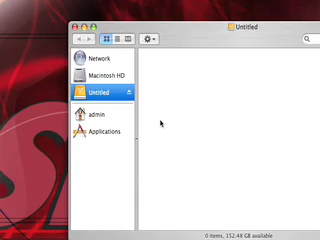 Untitled
Network
Macintosh HD
Untitled
admin
Applications
0 items, 152.48 GB available